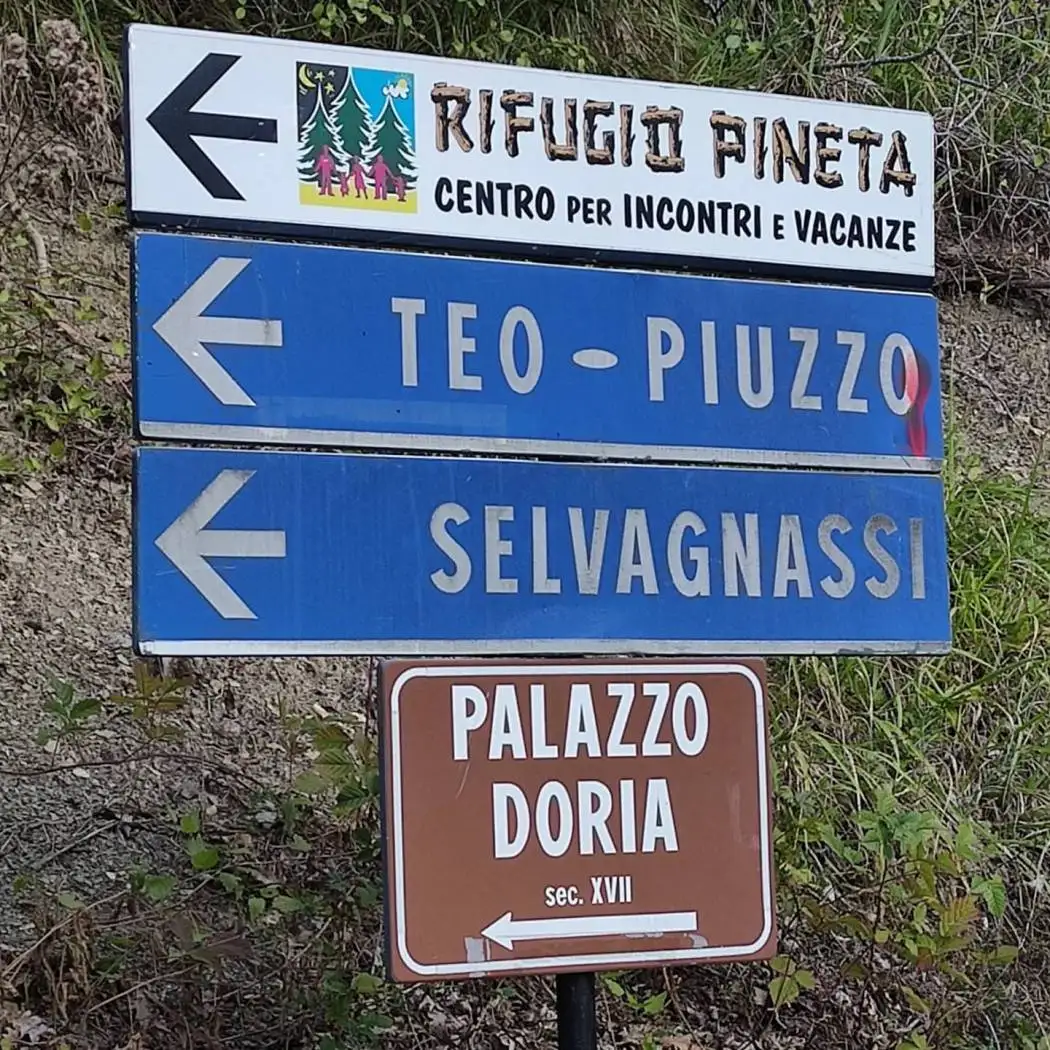 RIFUGIO PINETA
CENTRO PER INCONTRI E VACANZE
TEO - PIUZZO
SELVAGNASSI
PALAZZO
DORIA
sec. XVII